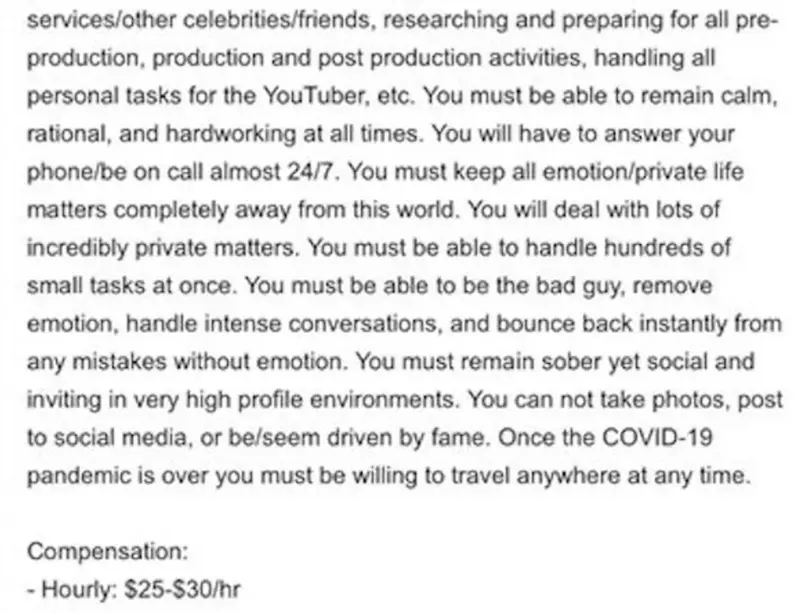 services/other celebrities/friends, researching and preparing for all pre-
production, production and post production activities, handling all
personal tasks for the YouTuber, etc. You must be able to remain calm,
rational, and hardworking at all times. You will have to answer your
phone/be on call almost 24/7. You must keep all emotion/private life
matters completely away from this world. You will deal with lots of
incredibly private matters. You must be able to handle hundreds of
small tasks at once. You must be able to be the bad guy, remove
emotion, handle intense conversations, and bounce back instantly from
any mistakes without emotion. You must remain sober yet social and
inviting in very high profile environments. You can not take photos, post
to social media, or be/seem driven by fame. Once the COVID-19
pandemic is over you must be willing to travel anywhere at any time.
Compensation:
- Hourly: $25-$30/hr